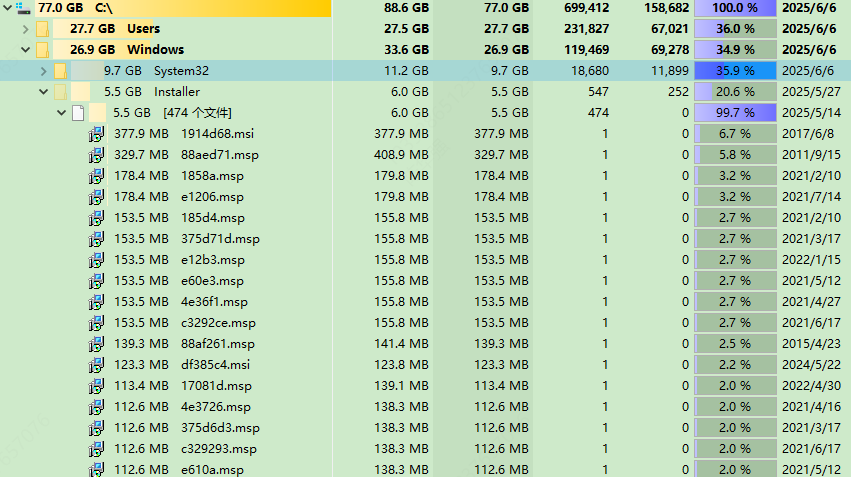 77.0 GB C:\ 88.6 GB 77.0 GB 699,412 158,682 100.0 % 2025/6/6
27.7 GB Users 27.5 GB 27.7 GB 231,827 67,021 36.0 % 2025/6/6
26.9 GB Windows 33.6 GB 26.9 GB 119,469 69,278 34.9 % 2025/6/6
9.7 GB System32 11.2 GB 9.7 GB 18,680 11,899 35.9 % 2025/6/6
5.5 GB Installer 6.0 GB 5.5 GB 547 252 20.6 % 2025/5/27
5.5 GB [474 个文件] 6.0 GB 5.5 GB 474 0 99.7 % 2025/5/14
377.9 MB 1914d68.msi 377.9 MB 377.9 MB 1 0 6.7 % 2017/6/8
329.7 MB 88aed71.msp 408.9 MB 329.7 MB 1 0 5.8 % 2011/9/15
178.4 MB 1858a.msp 179.8 MB 178.4 MB 1 0 3.2 % 2021/2/10
178.4 MB e1206.msp 179.8 MB 178.4 MB 1 0 3.2 % 2021/7/14
153.5 MB 185d4.msp 155.8 MB 153.5 MB 1 0 2.7 % 2021/2/10
153.5 MB 375d71d.msp 155.8 MB 153.5 MB 1 0 2.7 % 2021/3/17
153.5 MB e12b3.msp 155.8 MB 153.5 MB 1 0 2.7 % 2022/1/15
153.5 MB e60e3.msp 155.8 MB 153.5 MB 1 0 2.7 % 2021/5/12
153.5 MB 4e36f1.msp 155.8 MB 153.5 MB 1 0 2.7 % 2021/4/27
153.5 MB c3292ce.msp 155.8 MB 153.5 MB 1 0 2.7 % 2021/6/17
139.3 MB 88af261.msp 141.4 MB 139.3 MB 1 0 2.5 % 2015/4/23
123.3 MB df385c4.msi 123.8 MB 123.3 MB 1 0 2.2 % 2024/5/22
113.4 MB 17081d.msp 139.1 MB 113.4 MB 1 0 2.0 % 2022/4/30
112.6 MB 4e3726.msp 138.3 MB 112.6 MB 1 0 2.0 % 2021/4/16
112.6 MB 375d6d3.msp 138.3 MB 112.6 MB 1 0 2.0 % 2021/3/17
112.6 MB c329293.msp 138.3 MB 112.6 MB 1 0 2.0 % 2021/6/17
112.6 MB e610a.msp 138.3 MB 112.6 MB 1 0 2.0 % 2021/5/12